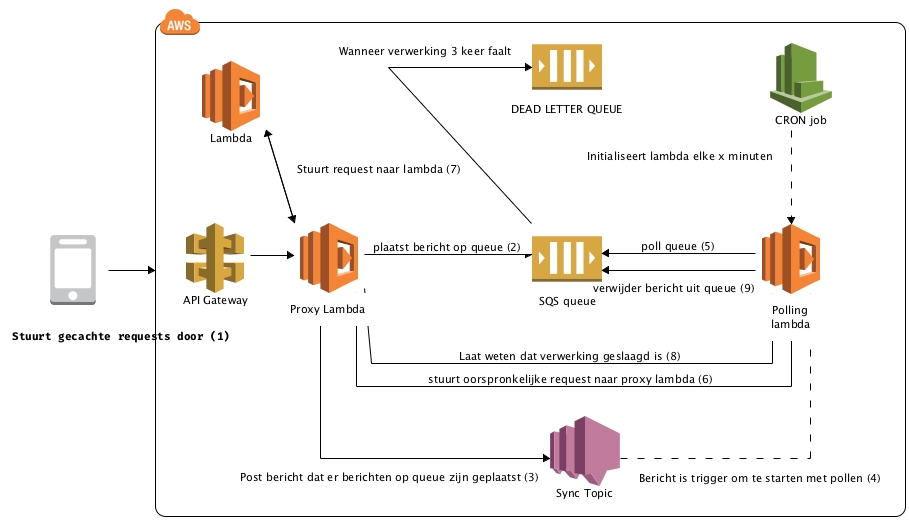 AWS
Wanneer verwerking 3 keer faalt
DEAD LETTER QUEUE
CRON job
Lambda
Initialiseert lambda elke x minuten
Stuurt request naar lambda (7)
plaatst bericht op queue (2)
poll queue (5)
verwijder bericht uit queue (9)
API Gateway
SQS queue
Proxy Lambda
Polling
lambda
Stuurt gecachte requests door (1)
Laat weten dat verwerking geslaagd is (8)
stuurt oorspronkelijke request naar proxy lambda (6)
Post bericht dat er berichten op queue zijn geplaatst (3)
Bericht is trigger om te starten met pollen (4)
Sync Topic